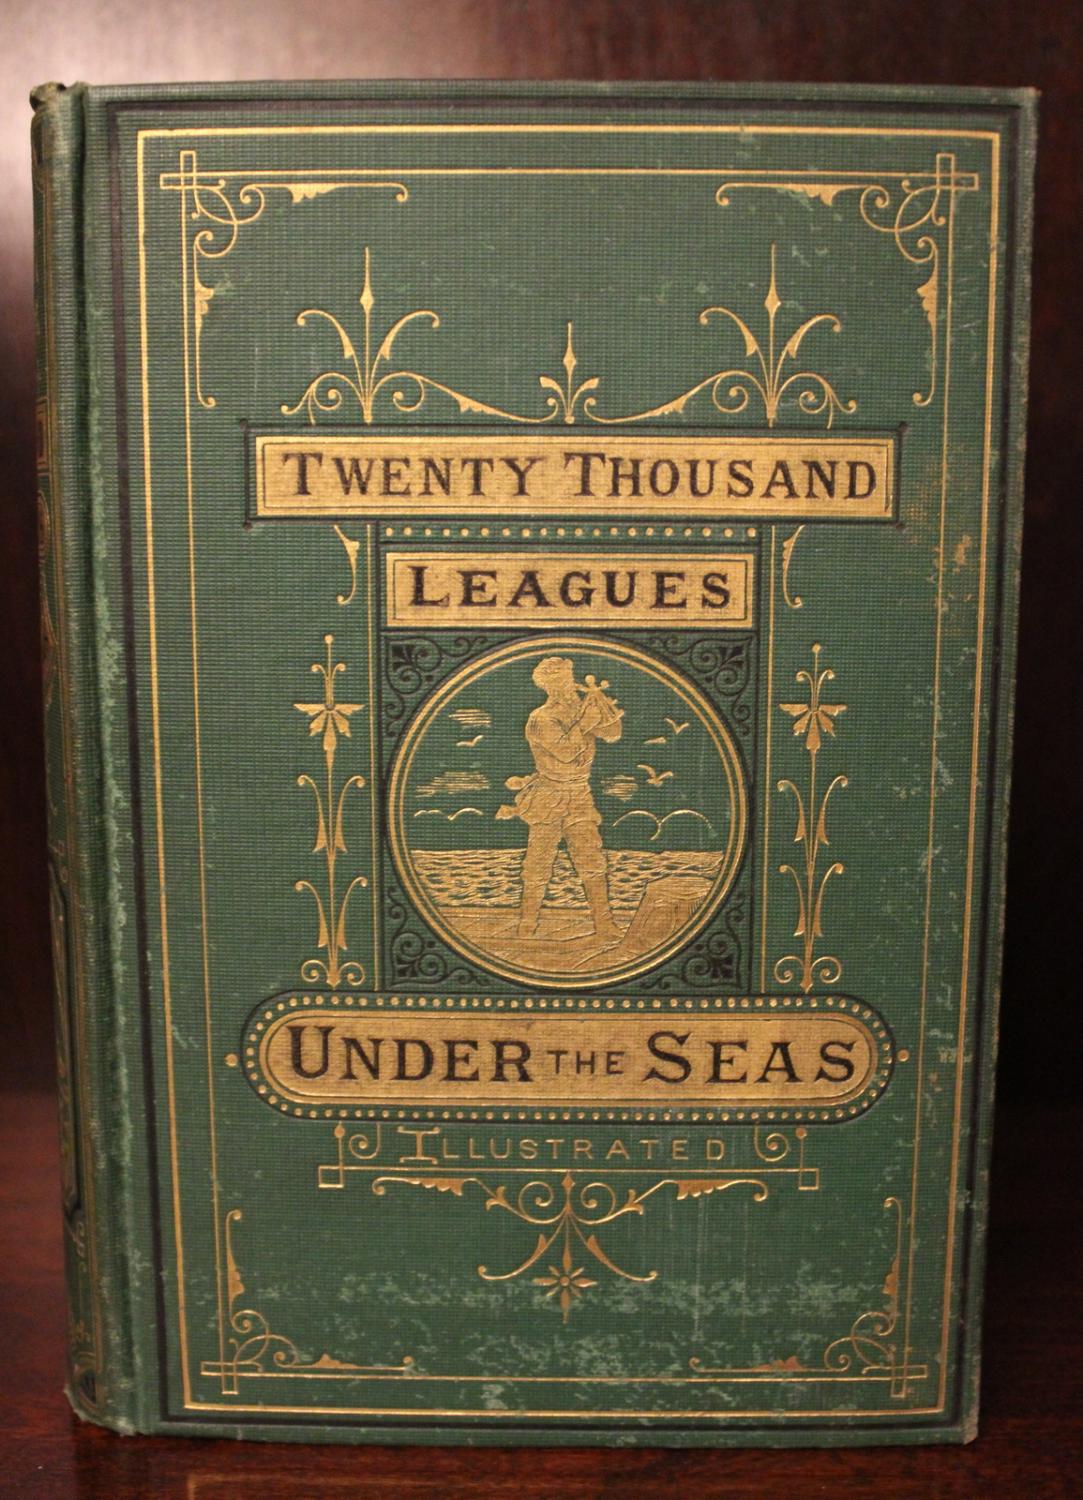 TWENTY THOUSAND
LEAGUES
UNDER THE SEAS
ILLUSTRATED